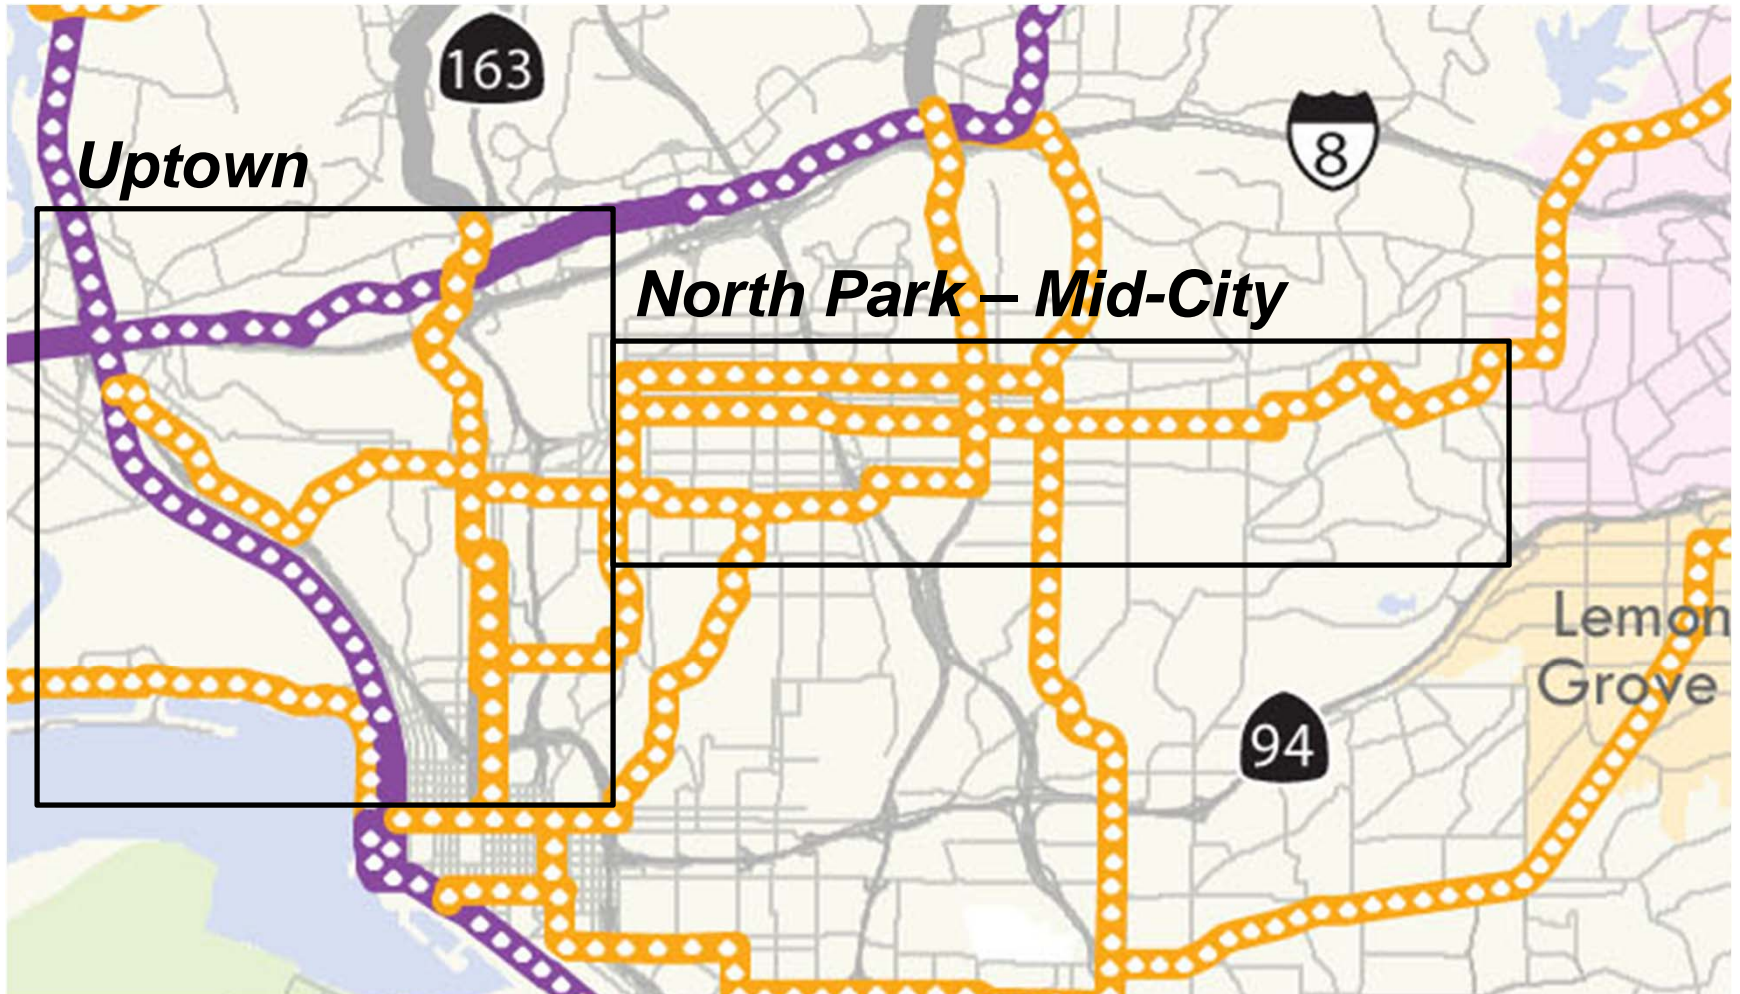 163
Uptown
8
North Park – Mid-City
Lemon
Grove
94